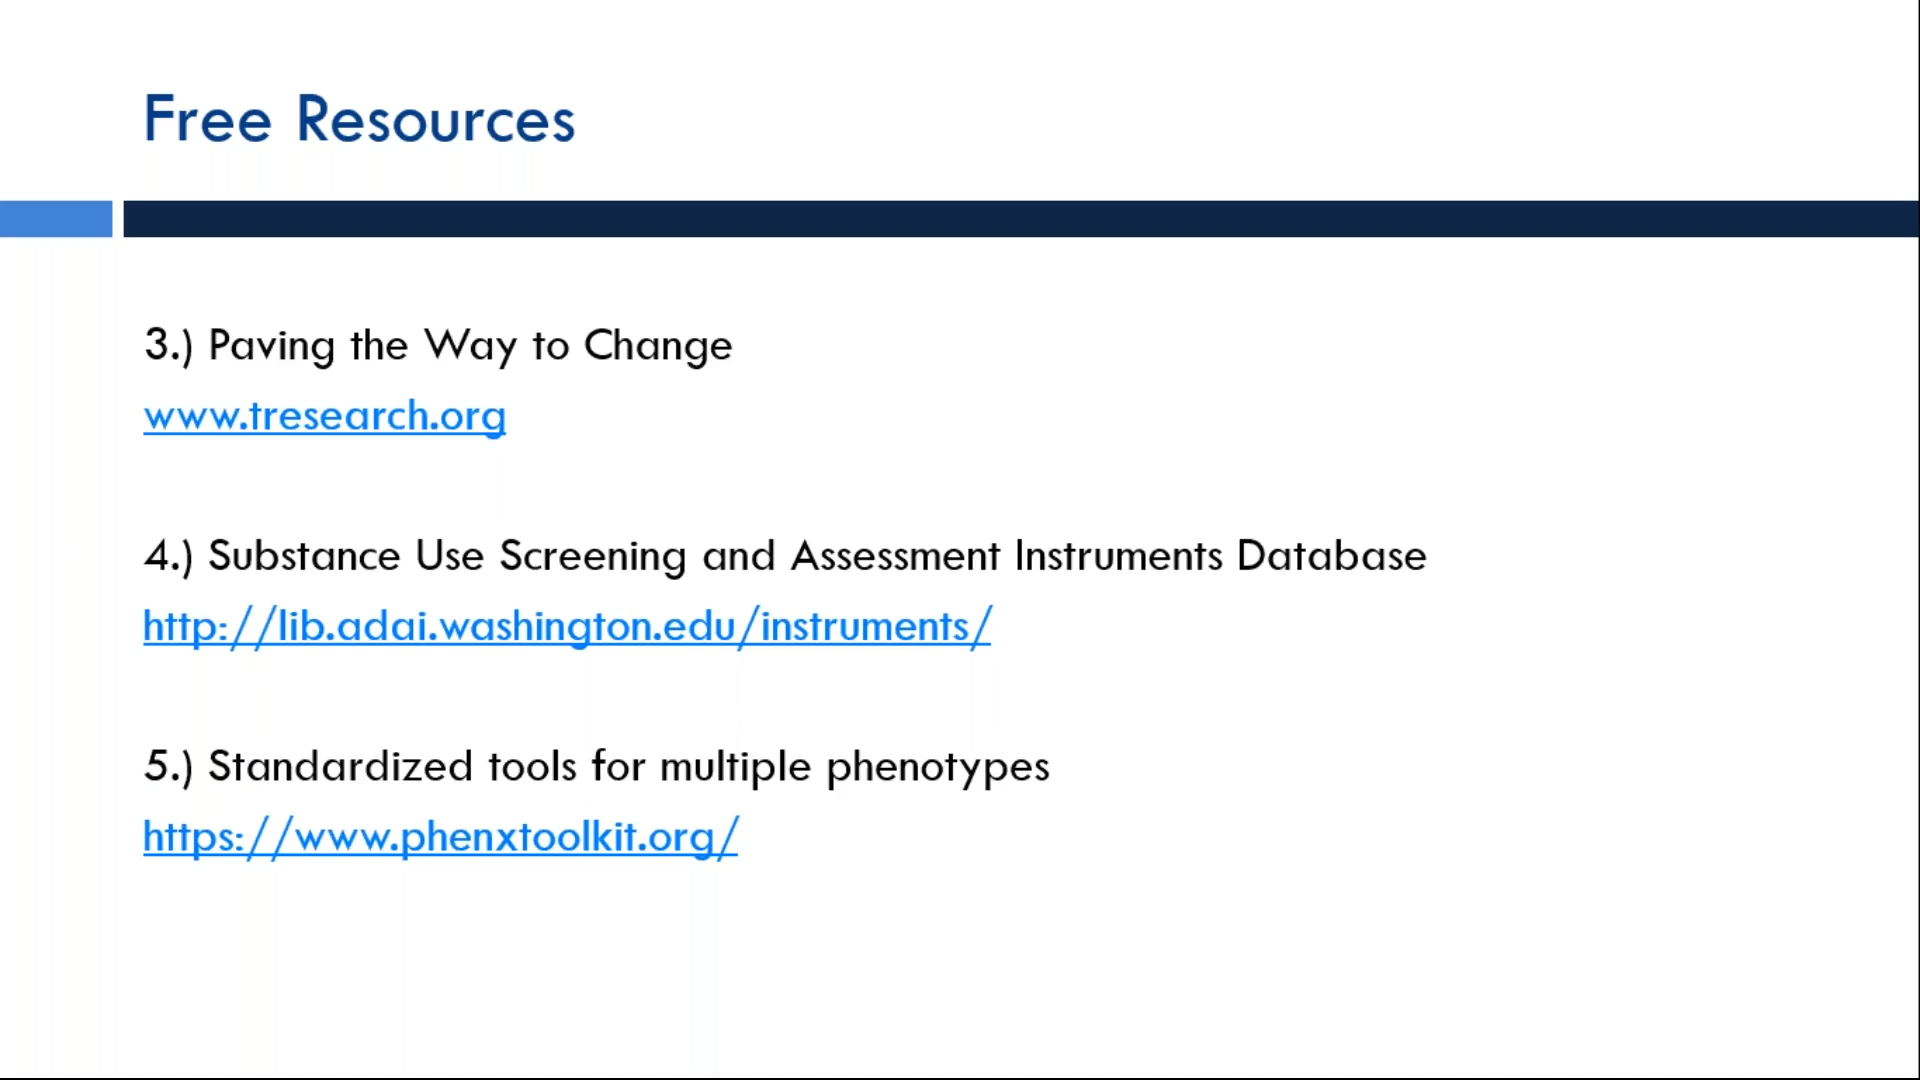 Free Resources
3.) Paving the Way to Change
www.tresearch.org
4.) Substance Use Screening and Assessment Instruments Database
http://lib.adai.washington.edu/instruments/
5.) Standardized tools for multiple phenotypes
https://www.phenxtoolkit.org/